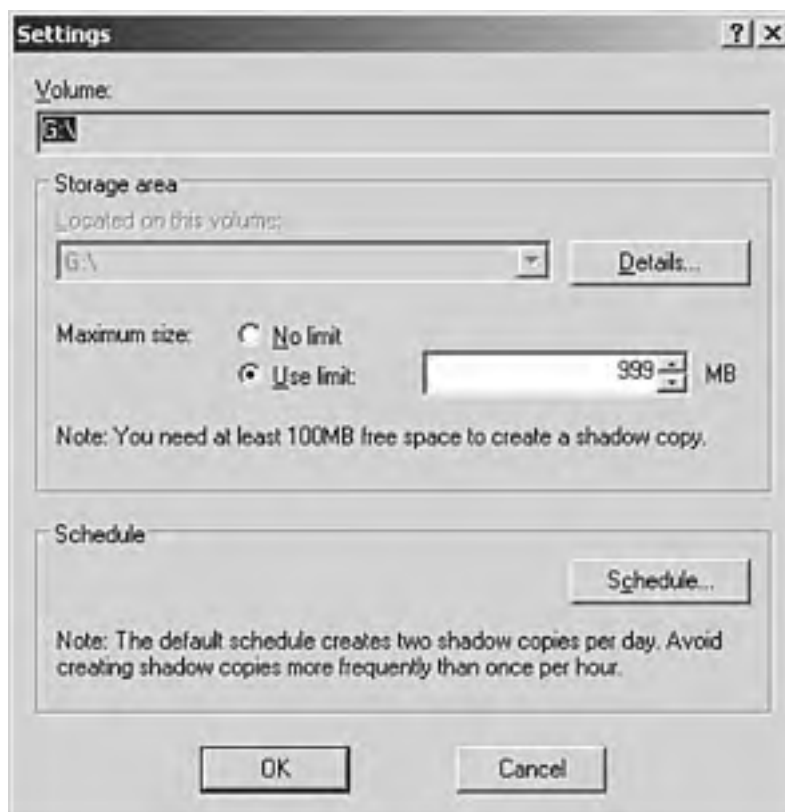 Settings
Volume:
G:\
Storage area
Located on this volume:
G:\
Details...
Maximum size:
No limit
Use limit:
999
MB
Note: You need at least 100MB free space to create a shadow copy.
Schedule
Schedule...
Note: The default schedule creates two shadow copies per day. Avoid
creating shadow copies more frequently than once per hour.
OK
Cancel